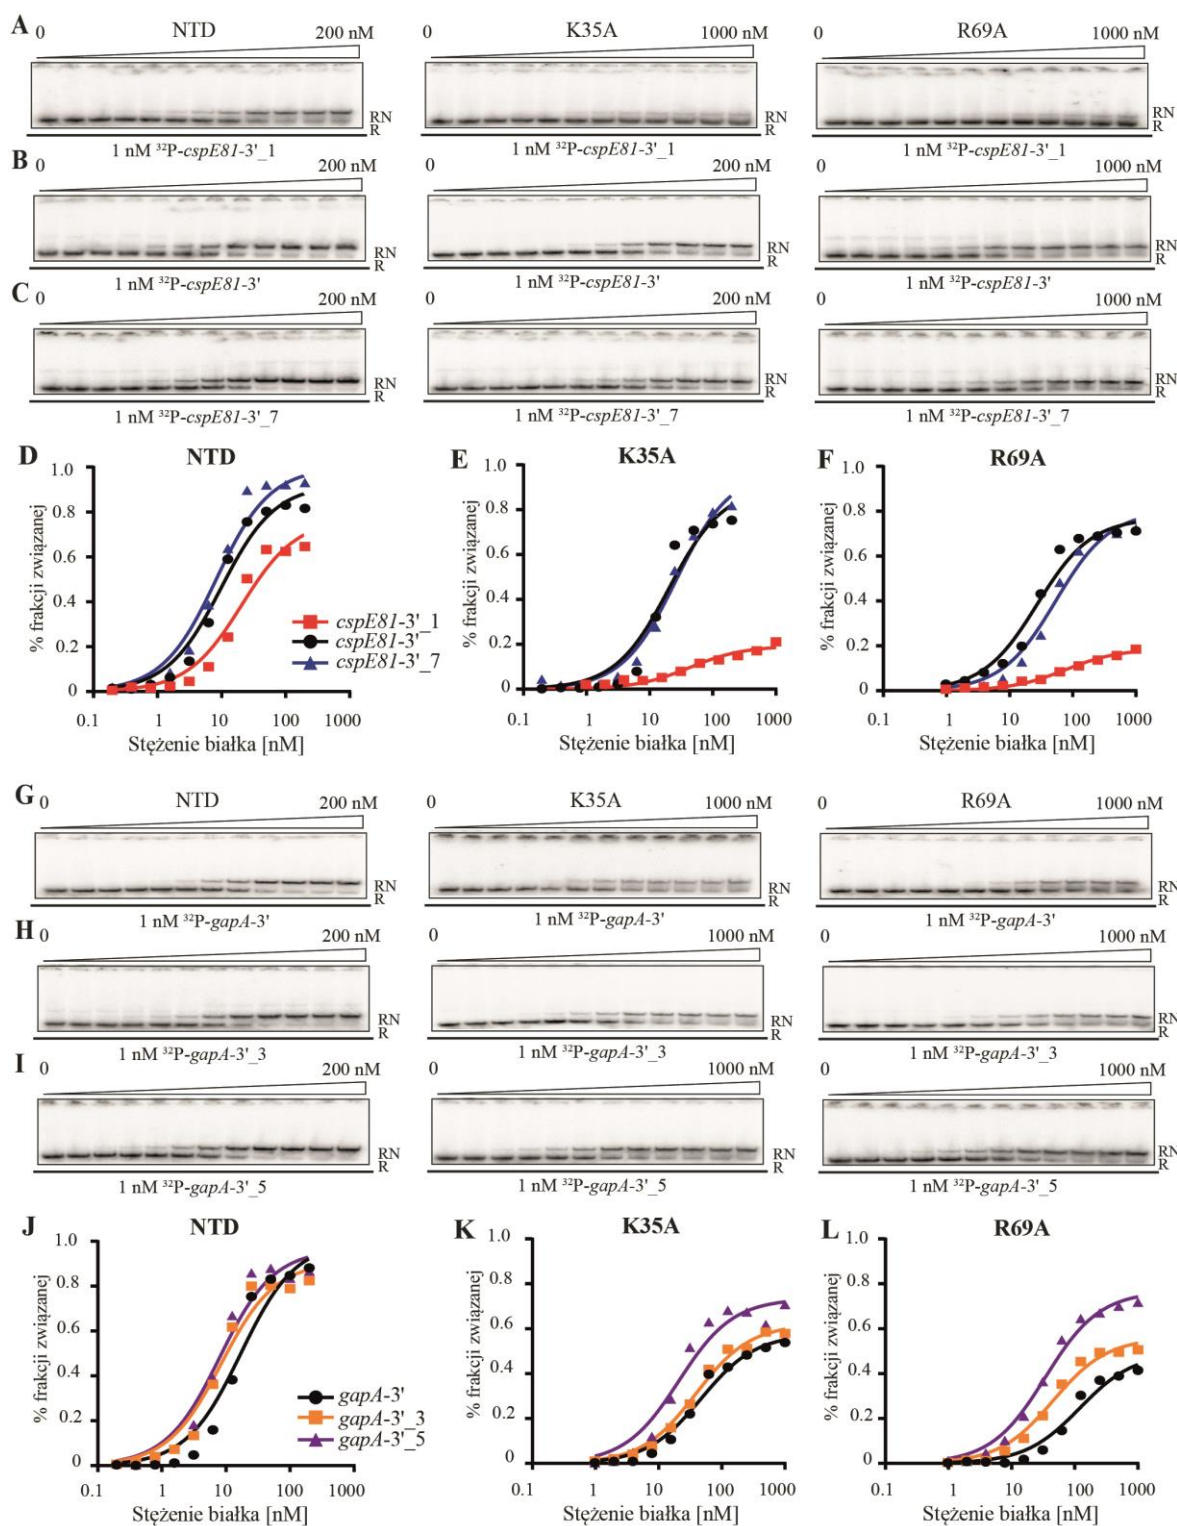 A 0 NTD 200 nM 0 K35A 1000 nM 0 R69A 1000 nM
RN
R
1 nM ³²P-cspE81-3'_1 1 nM ³²P-cspE81-3'_1 1 nM ³²P-cspE81-3'_1
B 0 200 nM 0 200 nM 0 1000 nM
RN
R
1 nM ³²P-cspE81-3' 1 nM ³²P-cspE81-3' 1 nM ³²P-cspE81-3'
C 0 200 nM 0 200 nM 0 1000 nM
RN
R
1 nM ³²P-cspE81-3'_7 1 nM ³²P-cspE81-3'_7 1 nM ³²P-cspE81-3'_7
D NTD
% frakcji związanej
1.0
0.8
0.6
0.4
0.2
0
0.1 1 10 100 1000
Stężenie białka [nM]
cspE81-3'_1
cspE81-3'
cspE81-3'_7
E K35A
% frakcji związanej
1.0
0.8
0.6
0.4
0.2
0
0.1 1 10 100 1000
Stężenie białka [nM]
F R69A
% frakcji związanej
1.0
0.8
0.6
0.4
0.2
0
0.1 1 10 100 1000
Stężenie białka [nM]
G 0 NTD 200 nM 0 K35A 1000 nM 0 R69A 1000 nM
RN
R
1 nM ³²P-gapA-3' 1 nM ³²P-gapA-3' 1 nM ³²P-gapA-3'
H 0 200 nM 0 1000 nM 0 1000 nM
RN
R
1 nM ³²P-gapA-3'_3 1 nM ³²P-gapA-3'_3 1 nM ³²P-gapA-3'_3
I 0 200 nM 0 1000 nM 0 1000 nM
RN
R
1 nM ³²P-gapA-3'_5 1 nM ³²P-gapA-3'_5 1 nM ³²P-gapA-3'_5
J NTD
% frakcji związanej
1.0
0.8
0.6
0.4
0.2
0
0.1 1 10 100 1000
Stężenie białka [nM]
gapA-3'
gapA-3'_3
gapA-3'_5
K K35A
% frakcji związanej
1.0
0.8
0.6
0.4
0.2
0
0.1 1 10 100 1000
Stężenie białka [nM]
L R69A
% frakcji związanej
1.0
0.8
0.6
0.4
0.2
0
0.1 1 10 100 1000
Stężenie białka [nM]